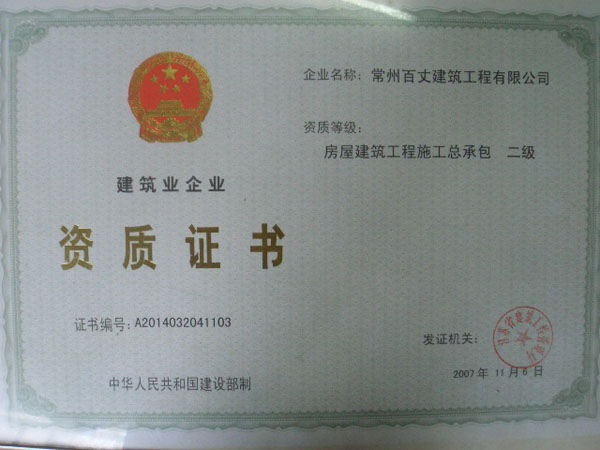 建筑业企业
资质证书
证书编号：A2014032041103
中华人民共和国建设部制
企业名称：常州百丈建筑工程有限公司
资质等级：
房屋建筑工程施工总承包 二级
发证机关：
2007 年 11 月 6 日